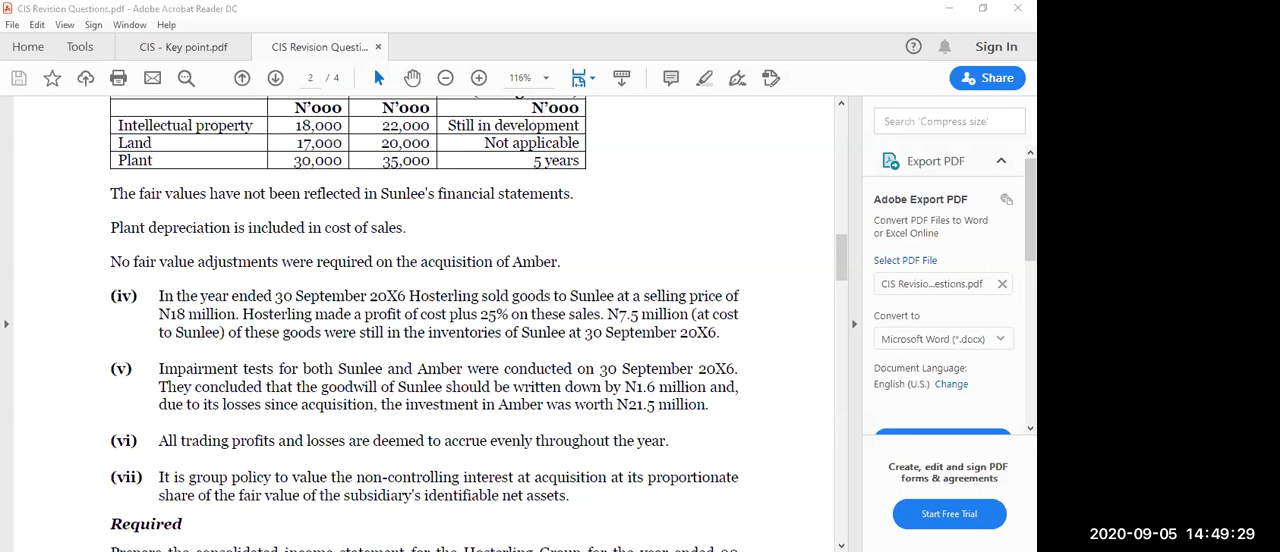 CIS Revision Questions.pdf - Adobe Acrobat Reader DC
File Edit View Sign Window Help
Home Tools CIS - Key point.pdf CIS Revision Questi... × Sign In
2 / 4 116% Share
N'000 N'000 N'000
Intellectual property 18,000 22,000 Still in development
Land 17,000 20,000 Not applicable
Plant 30,000 35,000 5 years
The fair values have not been reflected in Sunlee's financial statements.
Plant depreciation is included in cost of sales.
No fair value adjustments were required on the acquisition of Amber.
(iv) In the year ended 30 September 20X6 Hosterling sold goods to Sunlee at a selling price of
N18 million. Hosterling made a profit of cost plus 25% on these sales. N7.5 million (at cost
to Sunlee) of these goods were still in the inventories of Sunlee at 30 September 20X6.
(v) Impairment tests for both Sunlee and Amber were conducted on 30 September 20X6.
They concluded that the goodwill of Sunlee should be written down by N1.6 million and,
due to its losses since acquisition, the investment in Amber was worth N21.5 million.
(vi) All trading profits and losses are deemed to accrue evenly throughout the year.
(vii) It is group policy to value the non-controlling interest at acquisition at its proportionate
share of the fair value of the subsidiary's identifiable net assets.
Required
Prepare the consolidated income statement for the Hosterling Group for the year ended 30
Search 'Compress size'
Export PDF
Adobe Export PDF
Convert PDF Files to Word
or Excel Online
Select PDF File
CIS Revisio...estions.pdf
Convert to
Microsoft Word (*.docx)
Document Language:
English (U.S.) Change
Create, edit and sign PDF
forms & agreements
Start Free Trial
2020-09-05 14:49:29